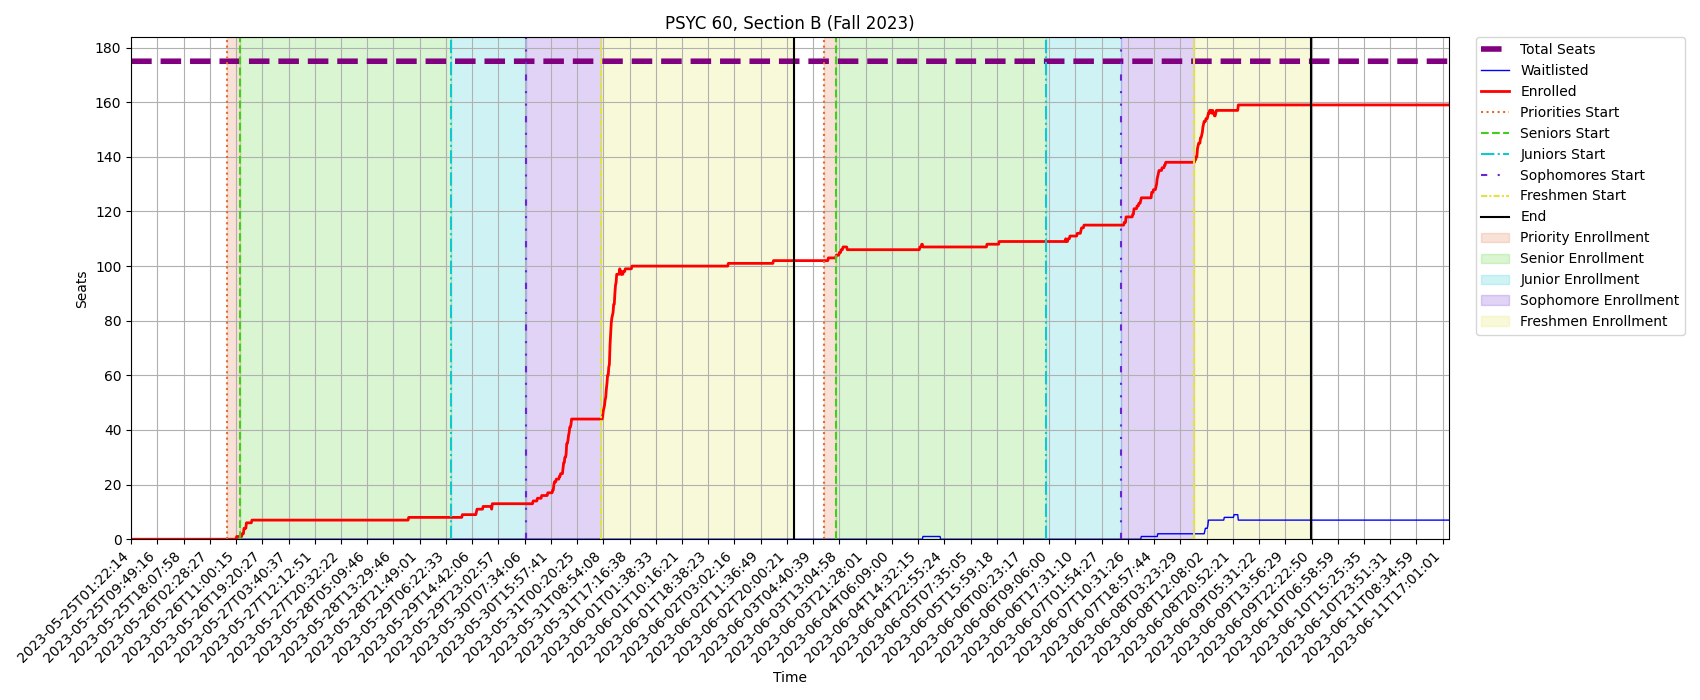 PSYC 60, Section B (Fall 2023)
180
160
140
120
100
80
60
40
20
0
Seats
2023-05-25T01:22:14
2023-05-25T09:49:16
2023-05-25T18:07:58
2023-05-26T02:28:27
2023-05-26T11:00:15
2023-05-26T19:20:27
2023-05-27T03:40:37
2023-05-27T12:12:51
2023-05-27T20:32:22
2023-05-28T05:09:46
2023-05-28T13:29:46
2023-05-28T21:49:01
2023-05-29T06:22:33
2023-05-29T14:42:06
2023-05-29T23:02:57
2023-05-30T07:34:06
2023-05-30T15:57:41
2023-05-31T00:20:25
2023-05-31T08:54:08
2023-05-31T17:16:38
2023-06-01T01:38:33
2023-06-01T10:16:21
2023-06-01T18:38:23
2023-06-02T03:02:16
2023-06-02T11:36:49
2023-06-02T20:00:21
2023-06-03T04:40:39
2023-06-03T13:04:58
2023-06-03T21:28:01
2023-06-04T06:09:00
2023-06-04T14:32:15
2023-06-04T22:55:24
2023-06-05T07:35:05
2023-06-05T15:59:18
2023-06-06T00:23:17
2023-06-06T09:06:00
2023-06-06T17:31:10
2023-06-07T01:54:27
2023-06-07T10:31:26
2023-06-07T18:57:44
2023-06-08T03:23:29
2023-06-08T12:08:02
2023-06-08T20:52:21
2023-06-09T05:31:22
2023-06-09T13:56:29
2023-06-09T22:22:50
2023-06-10T06:58:59
2023-06-10T15:25:35
2023-06-10T23:51:31
2023-06-11T08:34:59
2023-06-11T17:01:01
Time
Total Seats
Waitlisted
Enrolled
Priorities Start
Seniors Start
Juniors Start
Sophomores Start
Freshmen Start
End
Priority Enrollment
Senior Enrollment
Junior Enrollment
Sophomore Enrollment
Freshmen Enrollment